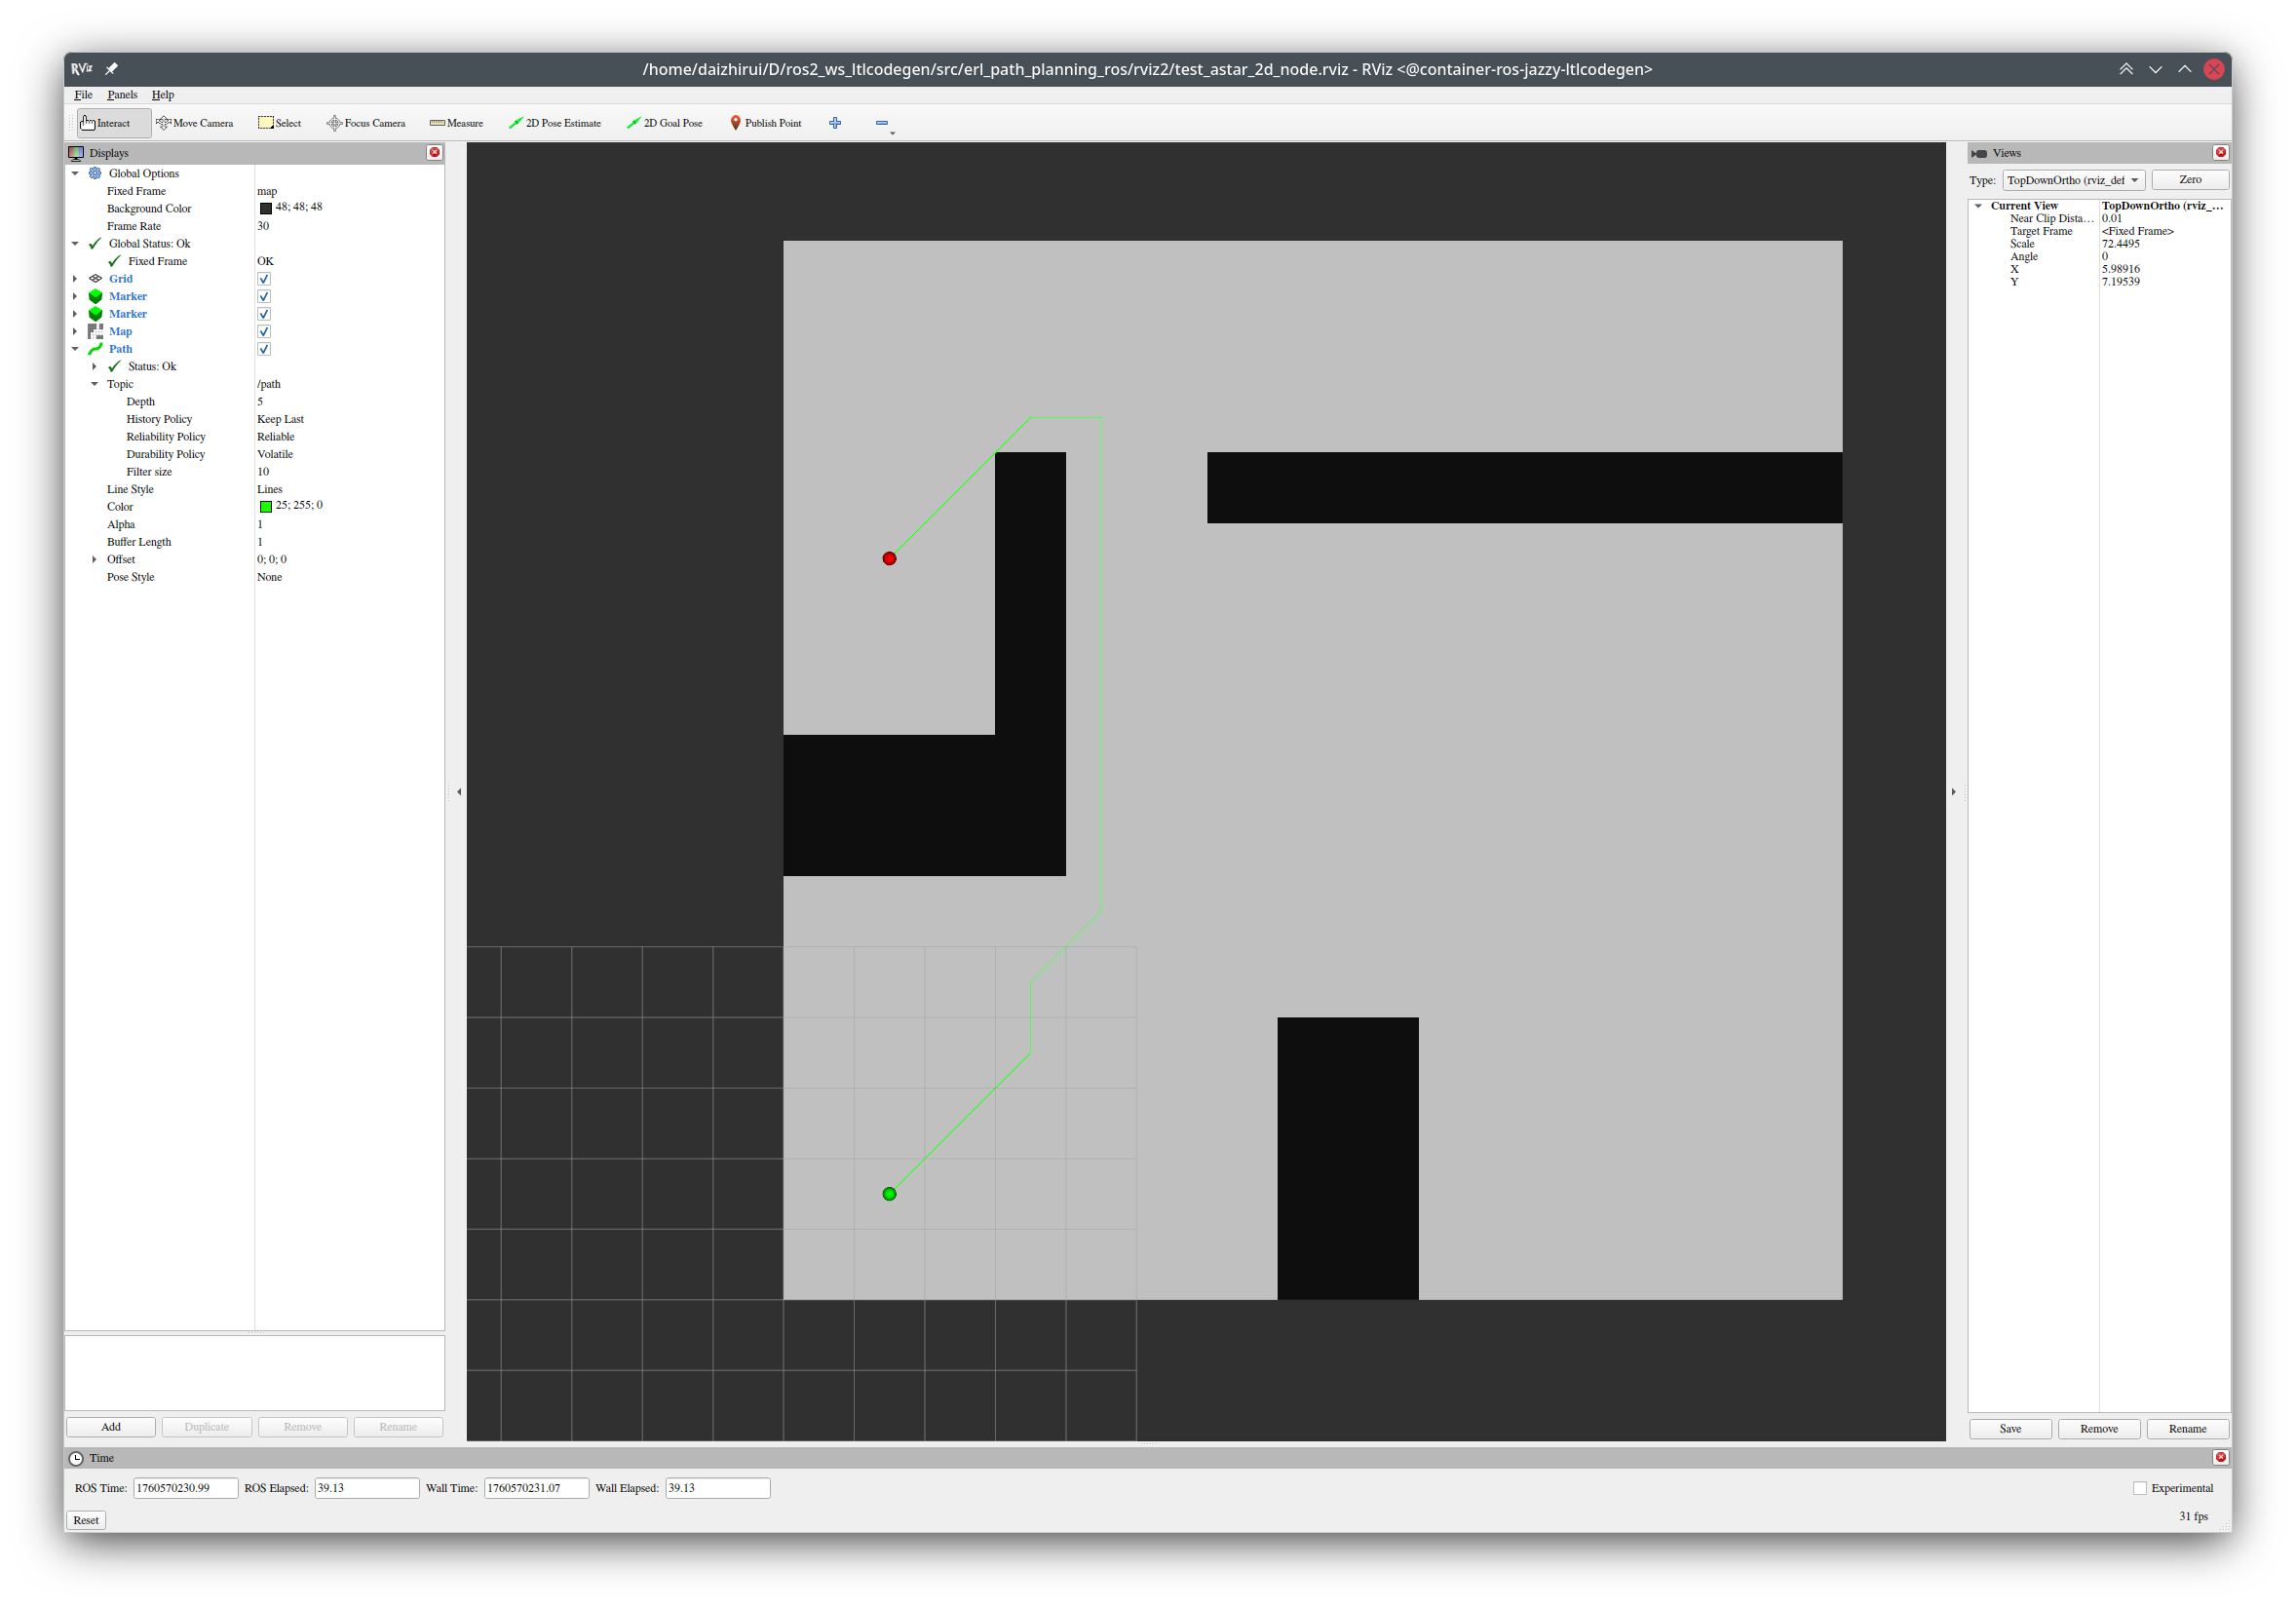 RViz /home/daizhirui/D/ros2_ws_ltlcodegen/src/erl_path_planning_ros/rviz2/test_astar_2d_node.rviz - RViz <@container-ros-jazzy-ltlcodegen>
File Panels Help
Interact Move Camera Select Focus Camera Measure 2D Pose Estimate 2D Goal Pose Publish Point
Displays
Global Options
Fixed Frame map
Background Color 48; 48; 48
Frame Rate 30
Global Status: Ok
Fixed Frame OK
Grid
Marker
Marker
Map
Path
Status: Ok
Topic /path
Depth 5
History Policy Keep Last
Reliability Policy Reliable
Durability Policy Volatile
Filter size 10
Line Style Lines
Color 25; 255; 0
Alpha 1
Buffer Length 1
Offset 0; 0; 0
Pose Style None
Add Duplicate Remove Rename
Views
Type: TopDownOrtho (rviz_def Zero
Current View TopDownOrtho (rviz_...
Near Clip Dista... 0.01
Target Frame <Fixed Frame>
Scale 72.4495
Angle 0
X 5.98916
Y 7.19539
Save Remove Rename
Time
ROS Time: 1760570230.99 ROS Elapsed: 39.13 Wall Time: 1760570231.07 Wall Elapsed: 39.13 Experimental
Reset 31 fps